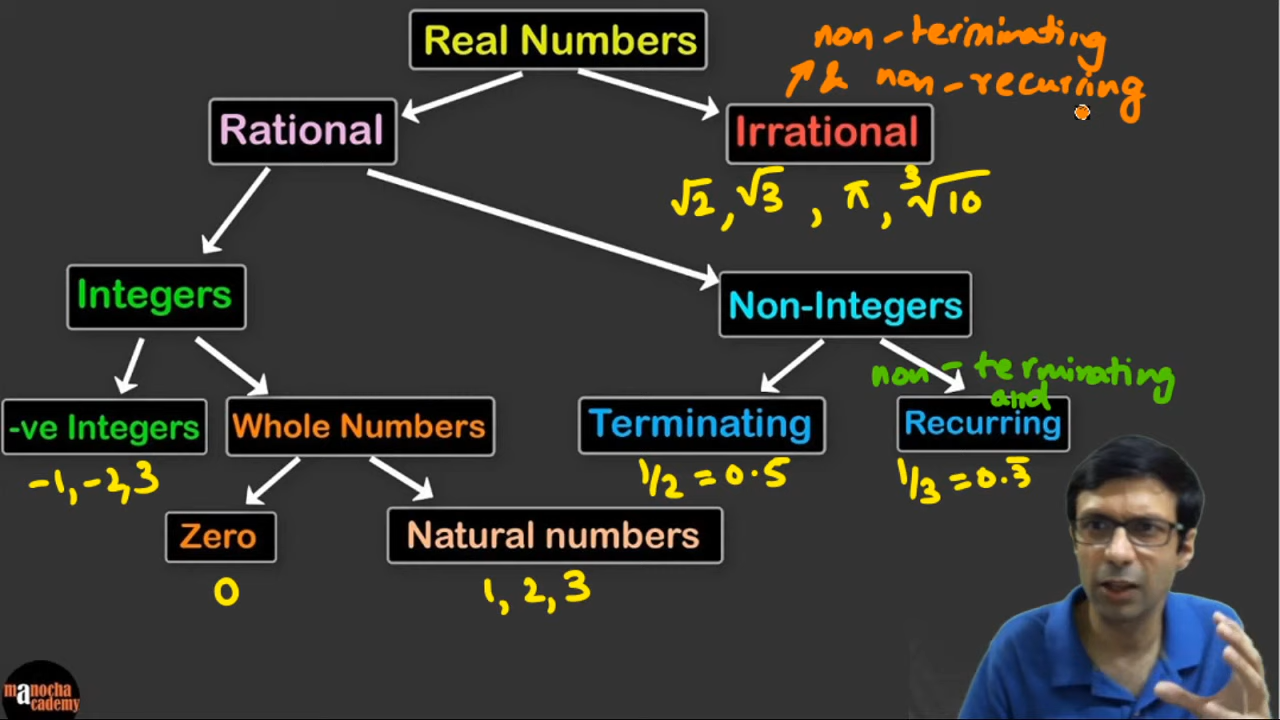 Real Numbers
non-terminating
& non-recurring
Rational
Irrational
√2, √3, π, ³√10
Integers
Non-Integers
non-terminating
and
-ve Integers
Whole Numbers
Terminating
Recurring
-1, -2, 3
1/2 = 0.5
1/3 = 0.3̅
Zero
Natural numbers
0
1, 2, 3
manocha
academy